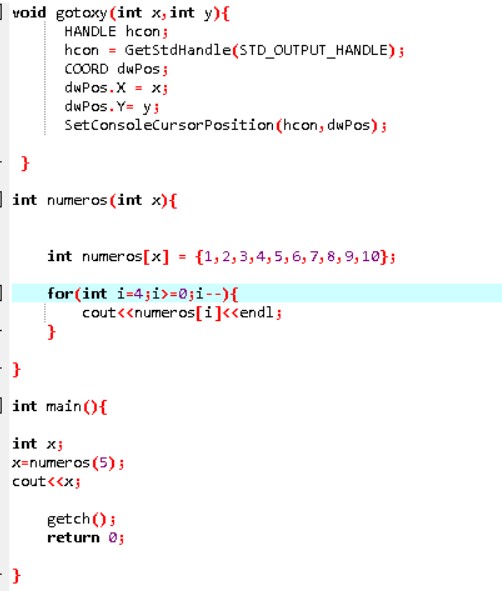 void gotoxy(int x,int y){
HANDLE hcon;
hcon = GetStdHandle(STD_OUTPUT_HANDLE);
COORD dwPos;
dwPos.X = x;
dwPos.Y= y;
SetConsoleCursorPosition(hcon,dwPos);
}
int numeros(int x){
int numeros[x] = {1,2,3,4,5,6,7,8,9,10};
for(int i=4;i>=0;i--){
cout<<numeros[i]<<endl;
}
}
int main(){
int x;
x=numeros(5);
cout<<x;
getch();
return 0;
}